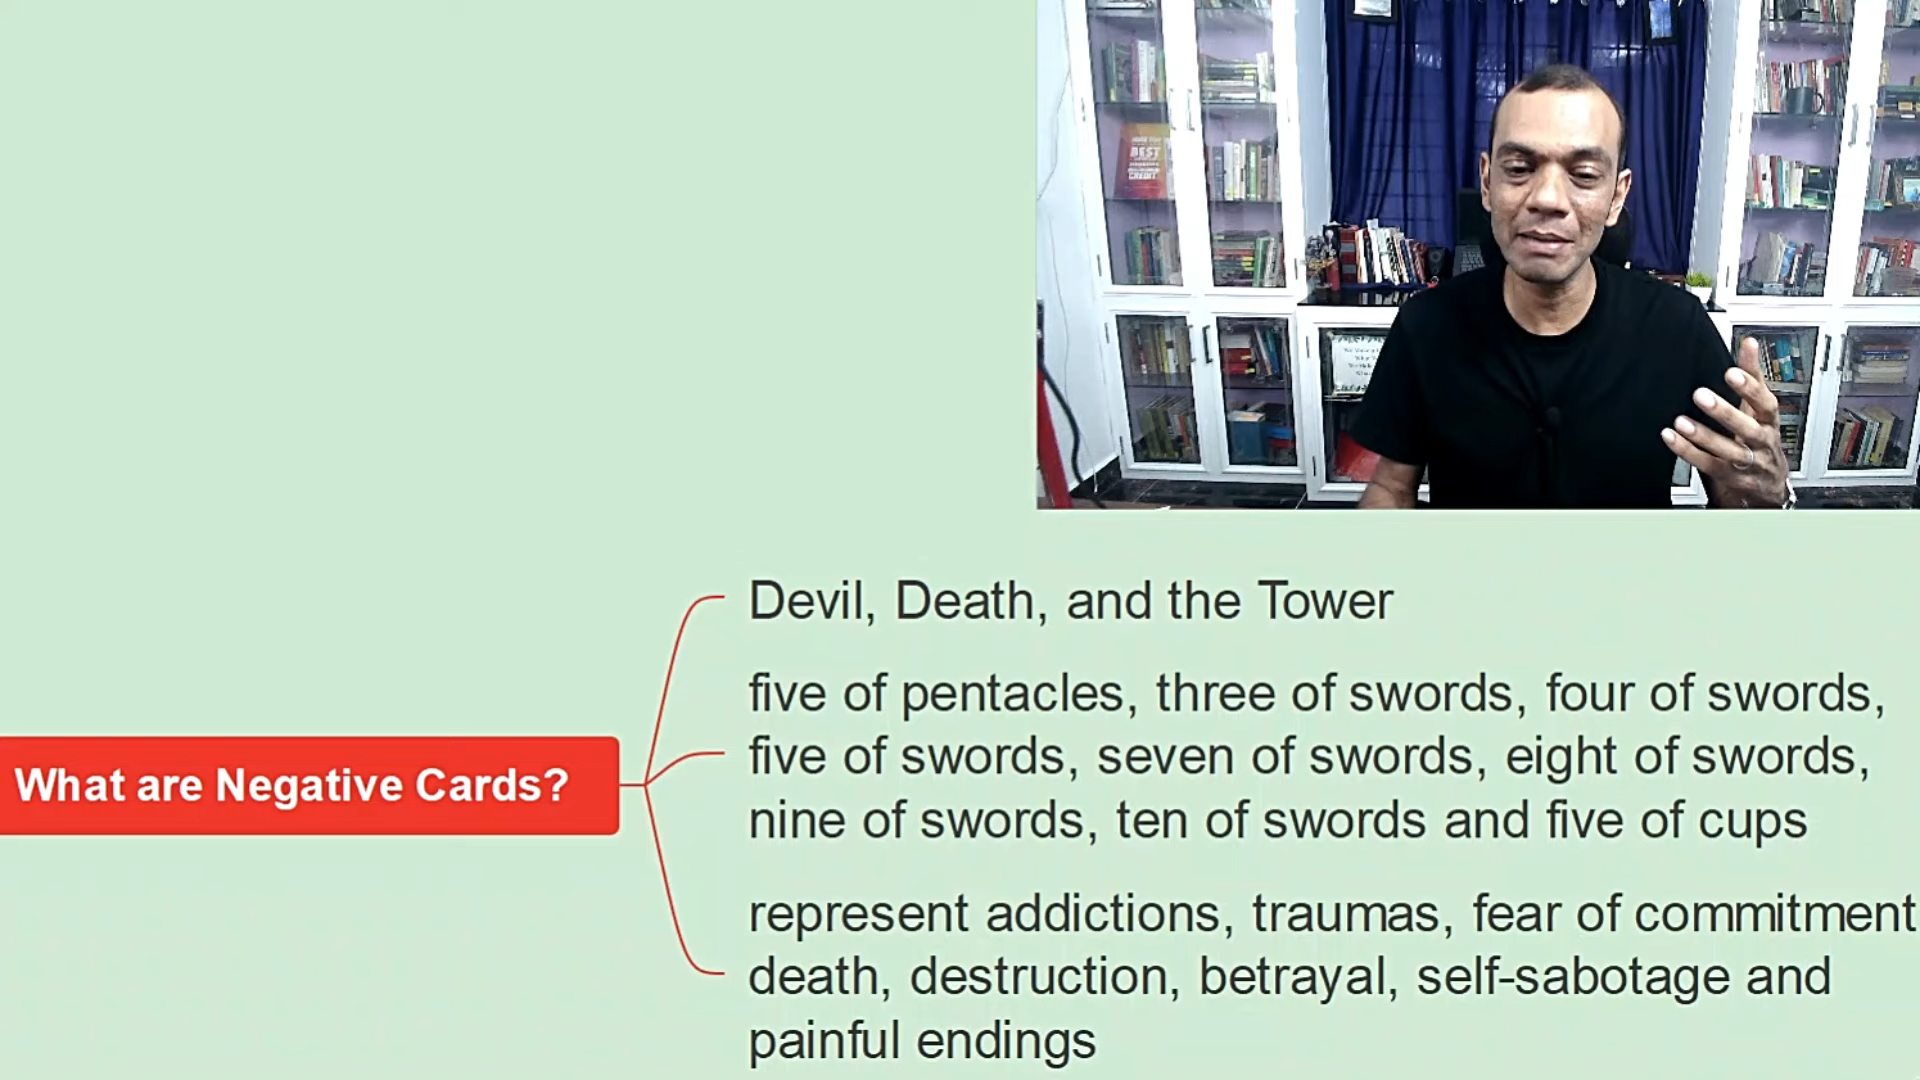 BEST
CREDIT
Devil, Death, and the Tower
five of pentacles, three of swords, four of swords,
five of swords, seven of swords, eight of swords,
What are Negative Cards?
nine of swords, ten of swords and five of cups
represent addictions, traumas, fear of commitment
death, destruction, betrayal, self-sabotage and
painful endings